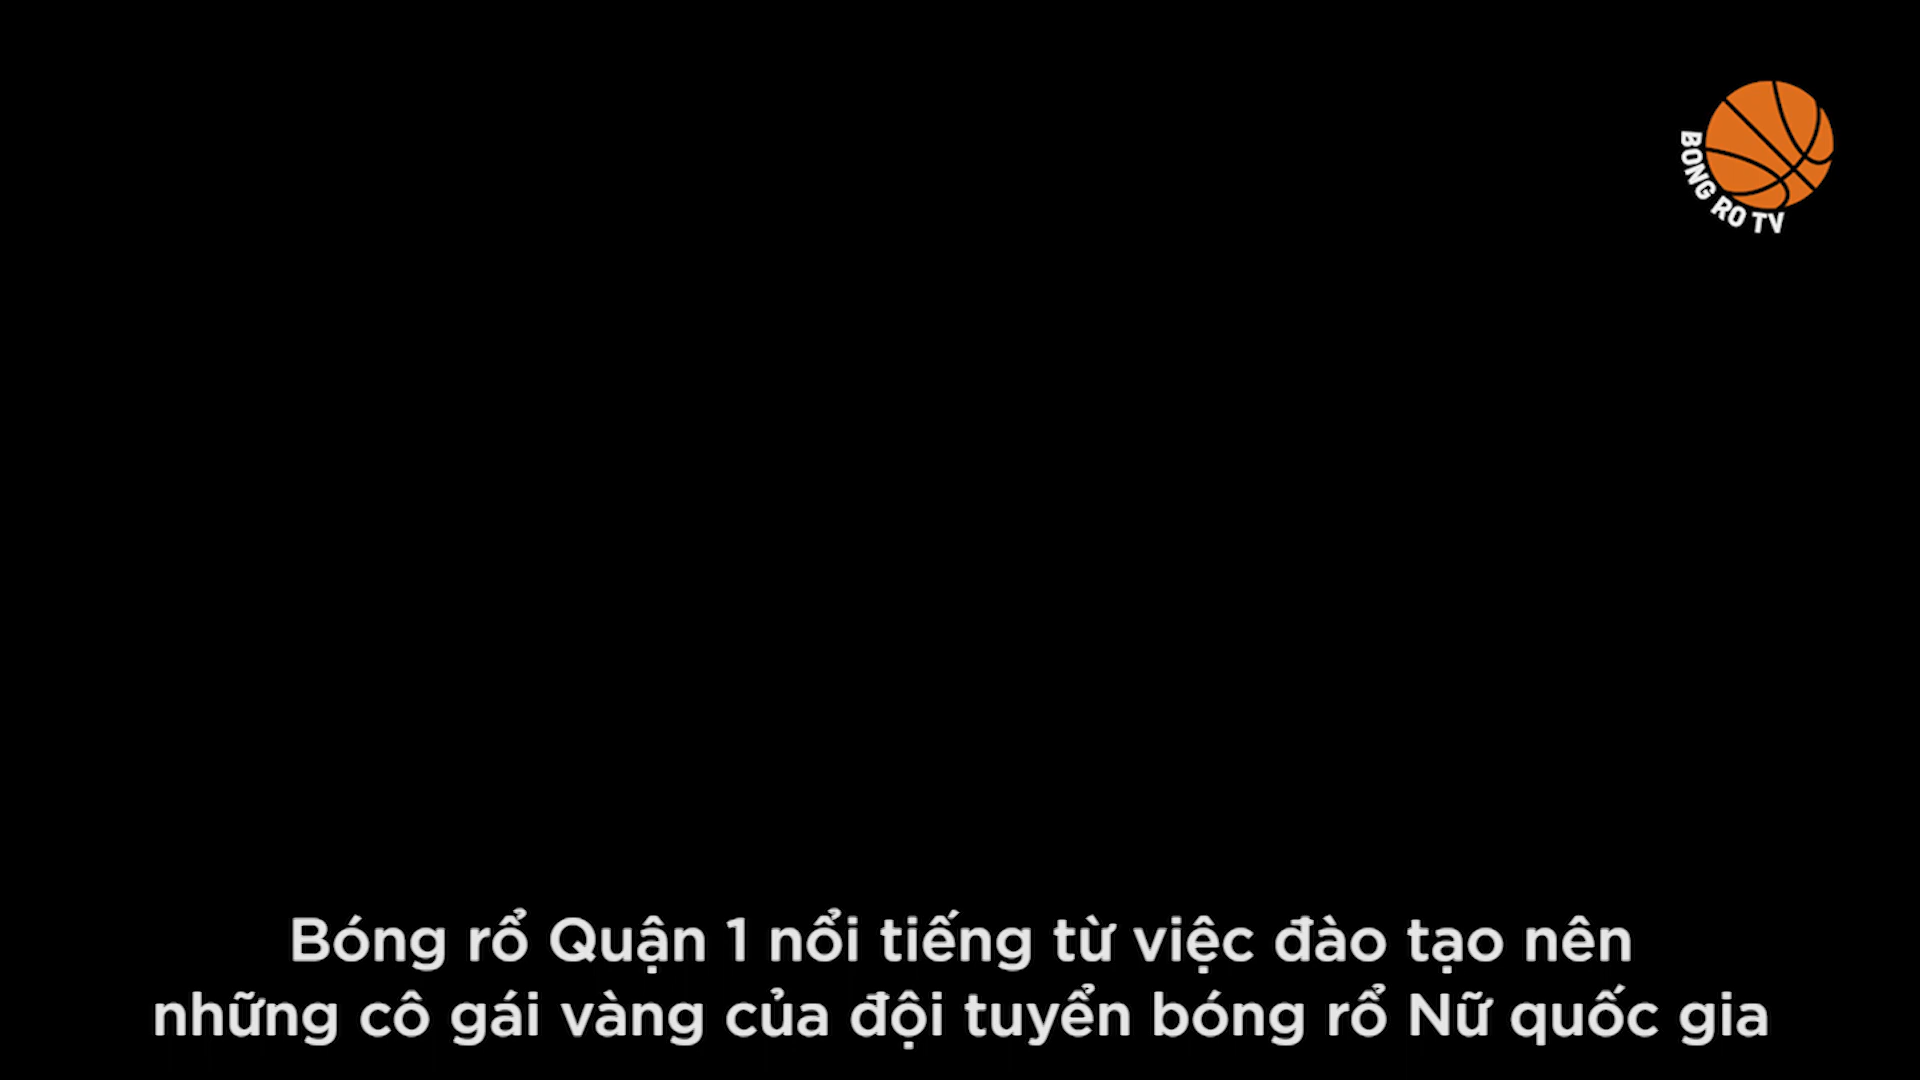 BONG RO TV
Bóng rổ Quận 1 nổi tiếng từ việc đào tạo nên
những cô gái vàng của đội tuyển bóng rổ Nữ quốc gia